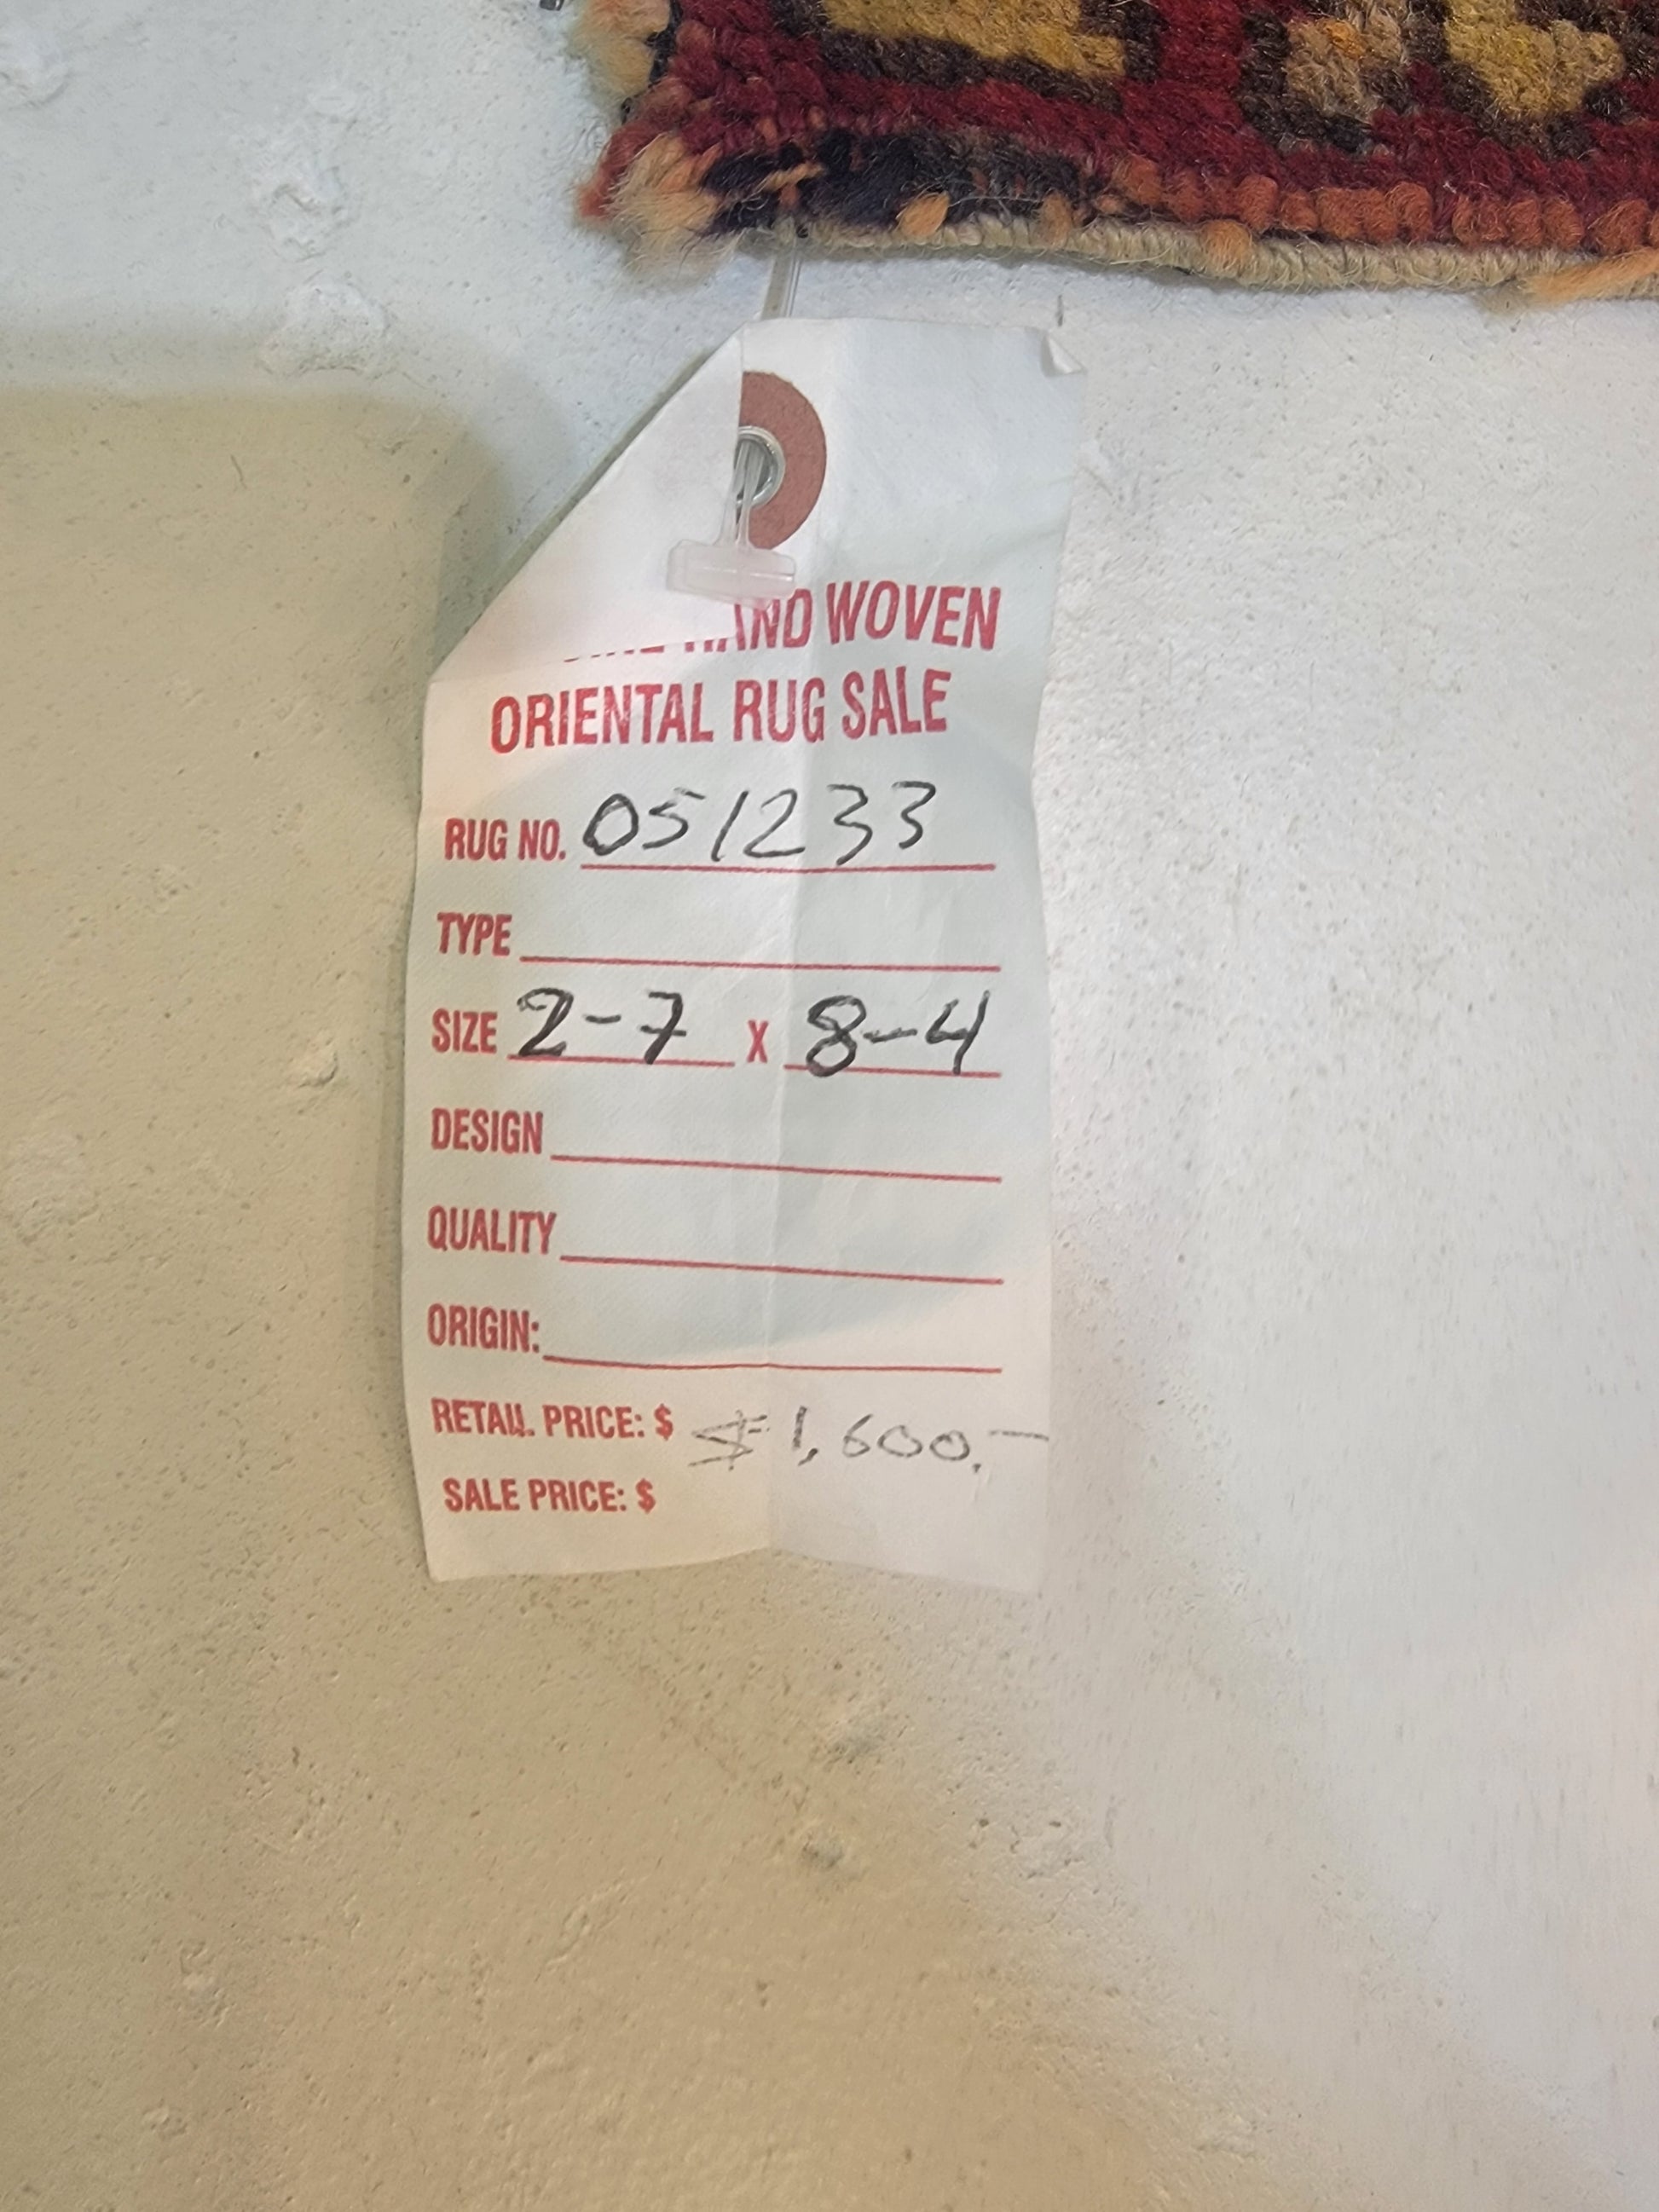 HAND WOVEN
ORIENTAL RUG SALE
RUG NO. 051233
TYPE
SIZE 2-7 X 8-4
DESIGN
QUALITY
ORIGIN:
RETAIL PRICE: $ $1,600.-
SALE PRICE: $